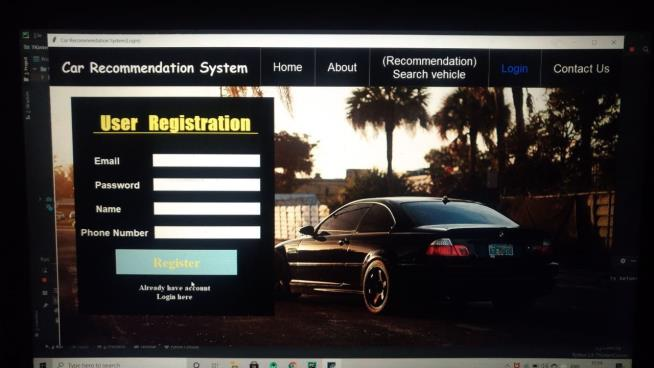 Car Recommendation System(Login)
Car Recommendation System
Home
About
(Recommendation)
Search vehicle
Login
Contact Us
User Registration
Email
Password
Name
Phone Number
Register
Already have account
Login here
Type here to search